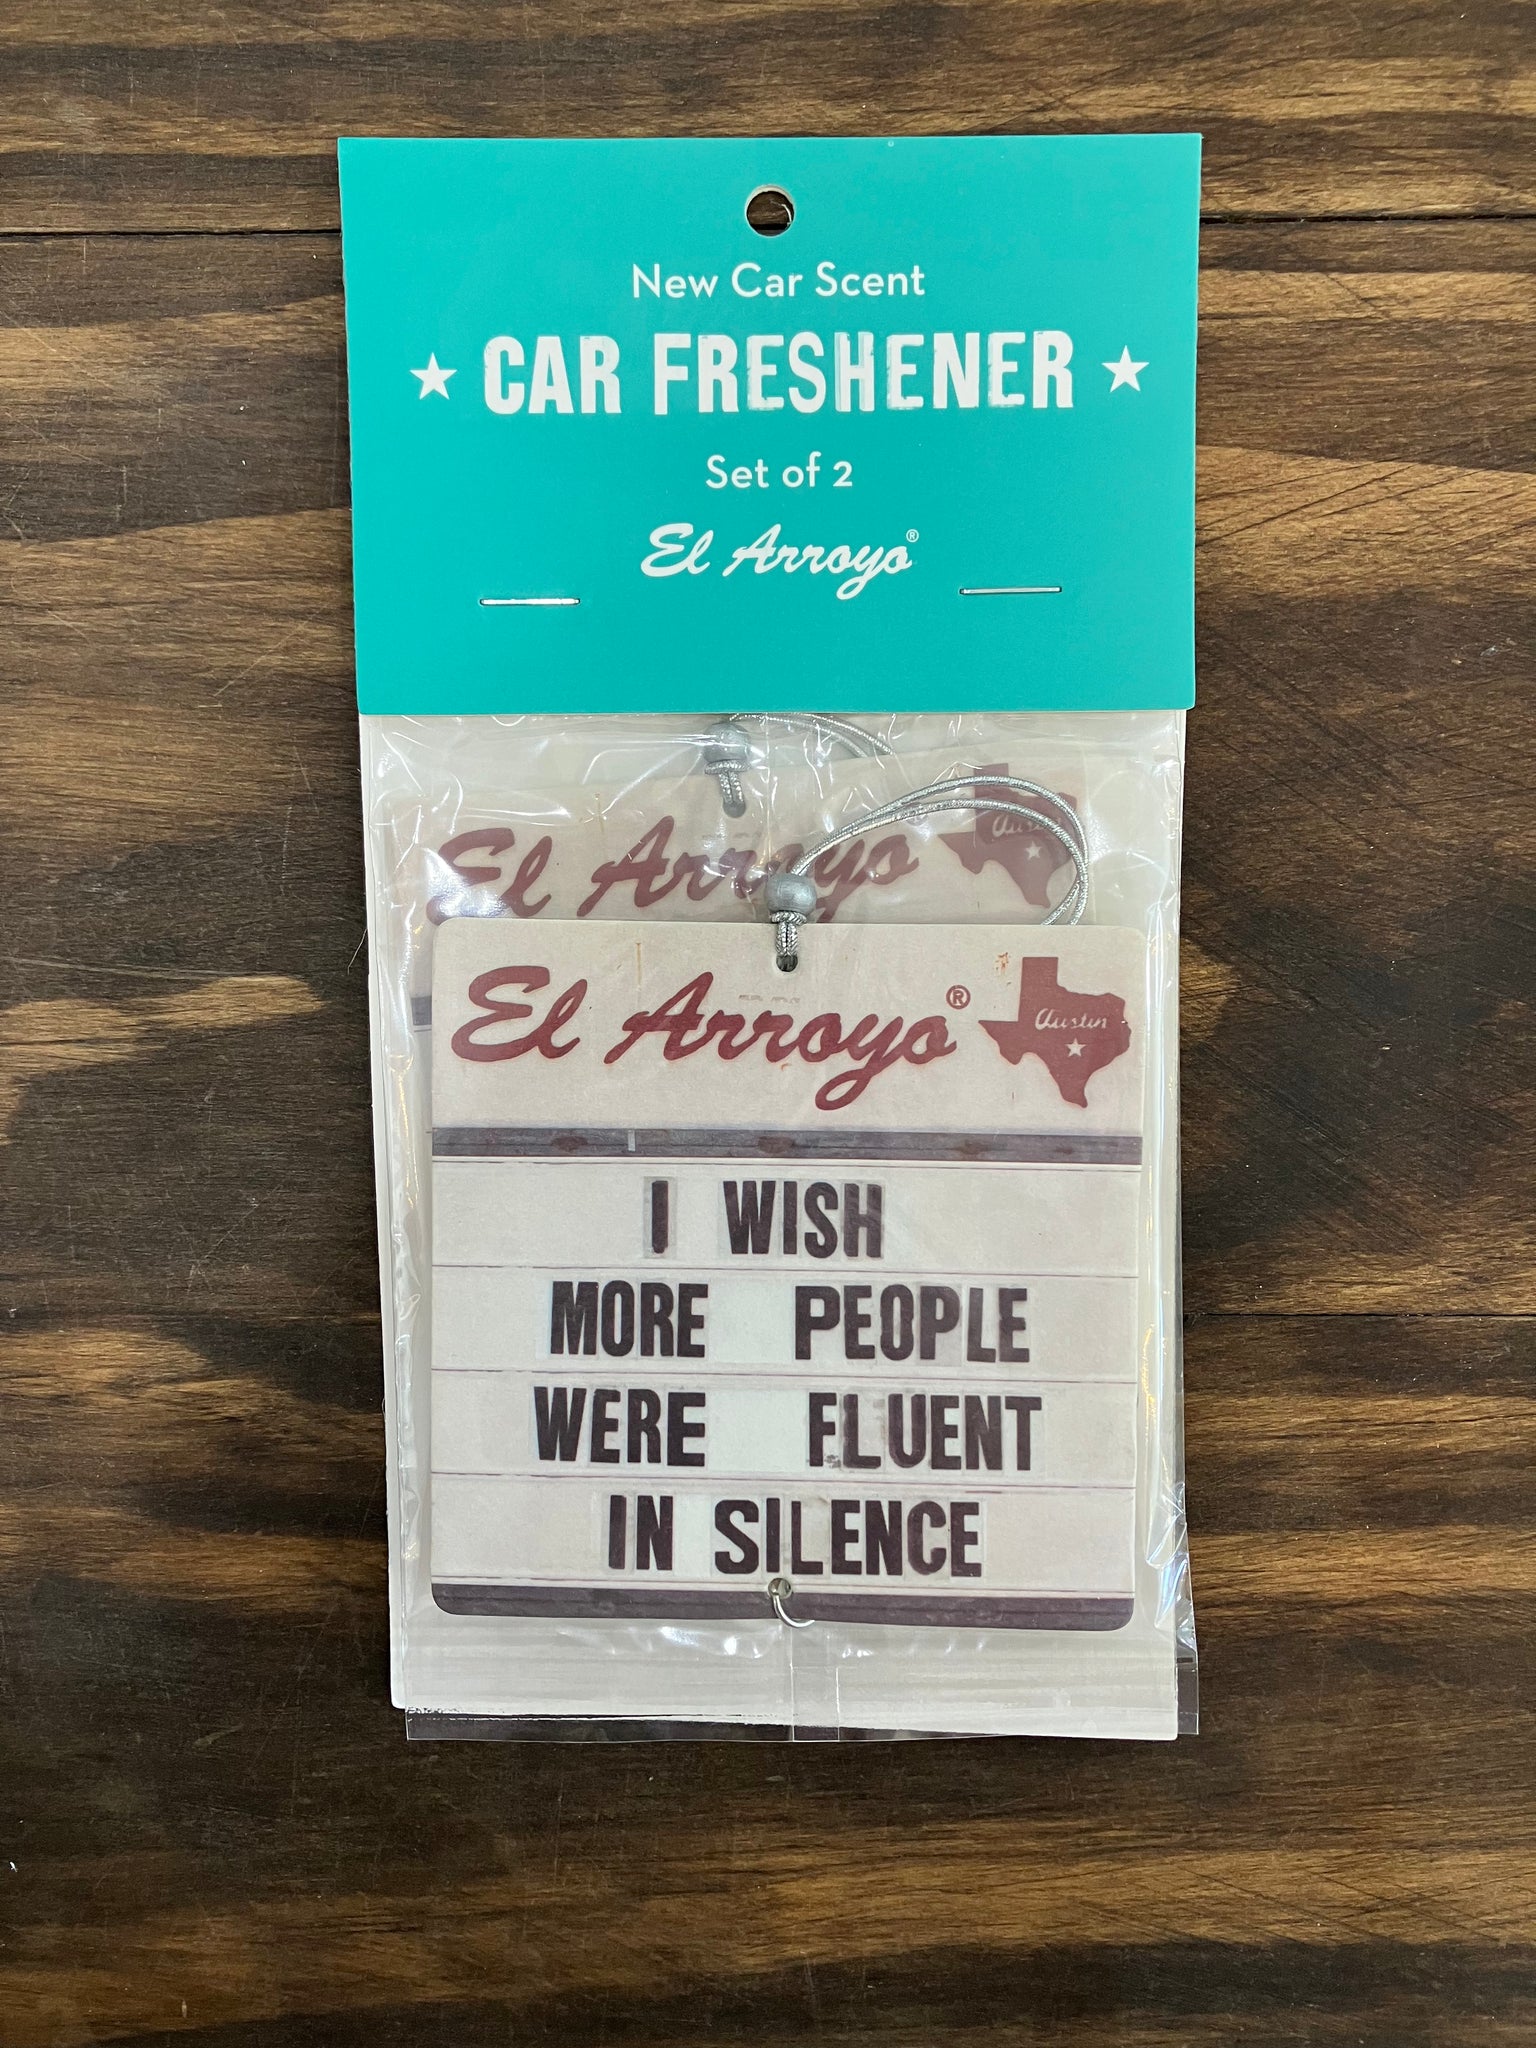 New Car Scent
★ CAR FRESHENER ★
Set of 2
El Arroyo®
El Arroyo Austin
El Arroyo® Austin
I WISH
MORE PEOPLE
WERE FLUENT
IN SILENCE